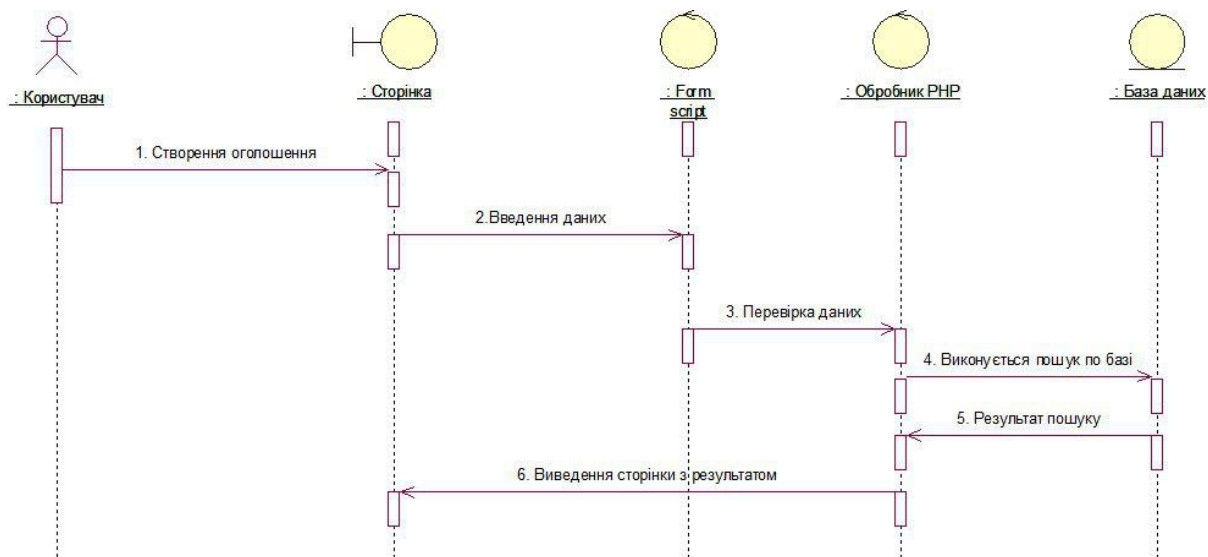 : Користувач
: Сторінка
: Form
script
: Обробник PHP
: База даних
1. Створення оголошення
2.Введення даних
3. Перевірка даних
4. Виконується пошук по базі
5. Результат пошуку
6. Виведення сторінки з результатом